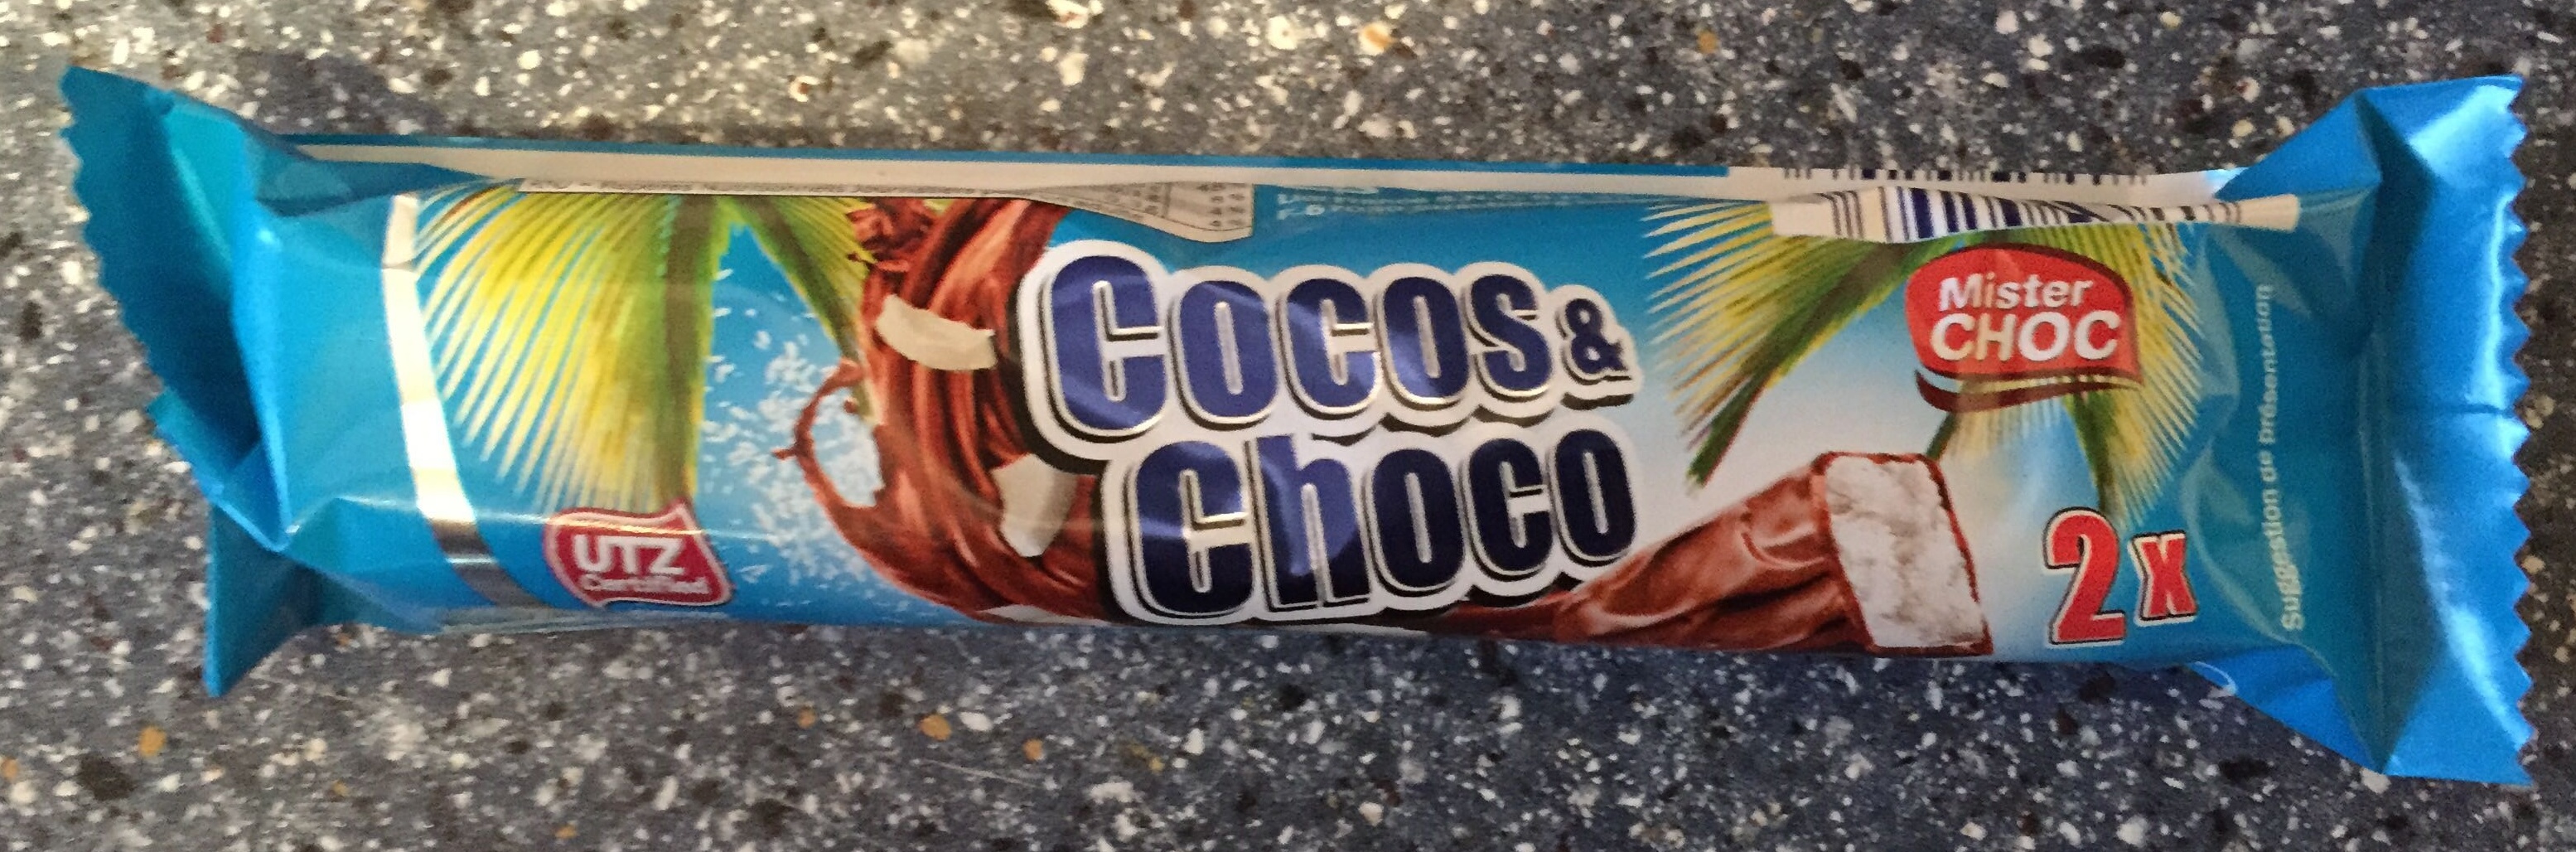 Cocos &
Choco
Mister
CHOC
UTZ
Certified
2x
Suggestion de présentation